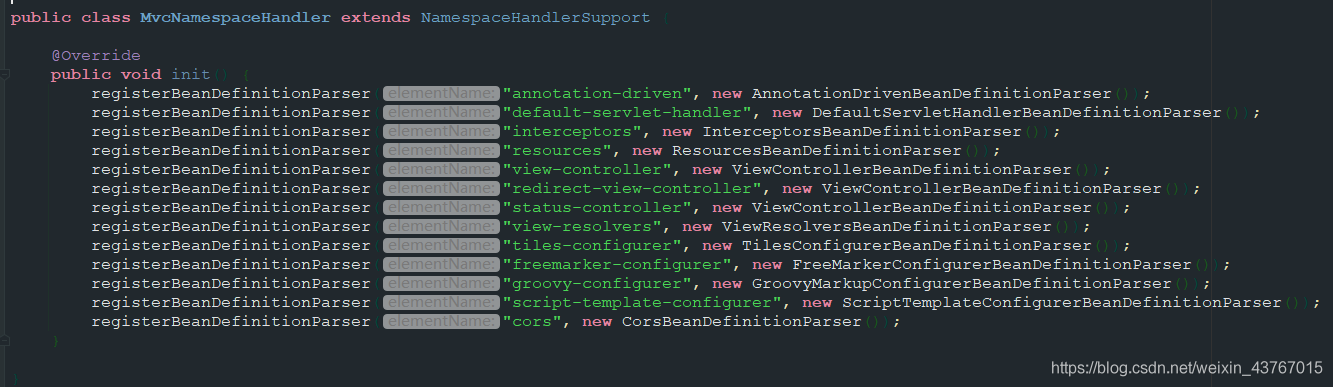 public class MvcNamespaceHandler extends NamespaceHandlerSupport {
@Override
public void init() {
registerBeanDefinitionParser( elementName: "annotation-driven", new AnnotationDrivenBeanDefinitionParser());
registerBeanDefinitionParser( elementName: "default-servlet-handler", new DefaultServletHandlerBeanDefinitionParser());
registerBeanDefinitionParser( elementName: "interceptors", new InterceptorsBeanDefinitionParser());
registerBeanDefinitionParser( elementName: "resources", new ResourcesBeanDefinitionParser());
registerBeanDefinitionParser( elementName: "view-controller", new ViewControllerBeanDefinitionParser());
registerBeanDefinitionParser( elementName: "redirect-view-controller", new ViewControllerBeanDefinitionParser());
registerBeanDefinitionParser( elementName: "status-controller", new ViewControllerBeanDefinitionParser());
registerBeanDefinitionParser( elementName: "view-resolvers", new ViewResolversBeanDefinitionParser());
registerBeanDefinitionParser( elementName: "tiles-configurer", new TilesConfigurerBeanDefinitionParser());
registerBeanDefinitionParser( elementName: "freemarker-configurer", new FreeMarkerConfigurerBeanDefinitionParser());
registerBeanDefinitionParser( elementName: "groovy-configurer", new GroovyMarkupConfigurerBeanDefinitionParser());
registerBeanDefinitionParser( elementName: "script-template-configurer", new ScriptTemplateConfigurerBeanDefinitionParser());
registerBeanDefinitionParser( elementName: "cors", new CorsBeanDefinitionParser());
}
}
https://blog.csdn.net/weixin_43767015